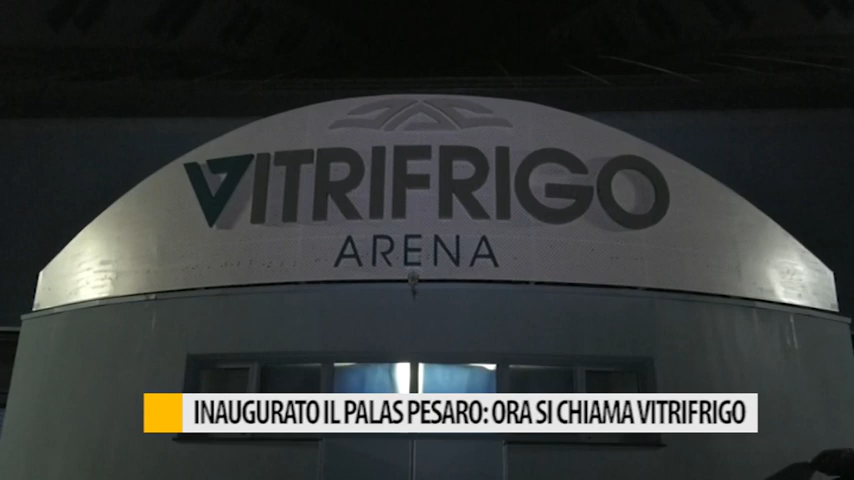 VITRIFRIGO
ARENA
INAUGURATO IL PALAS PESARO: ORA SI CHIAMA VITRIFRIGO